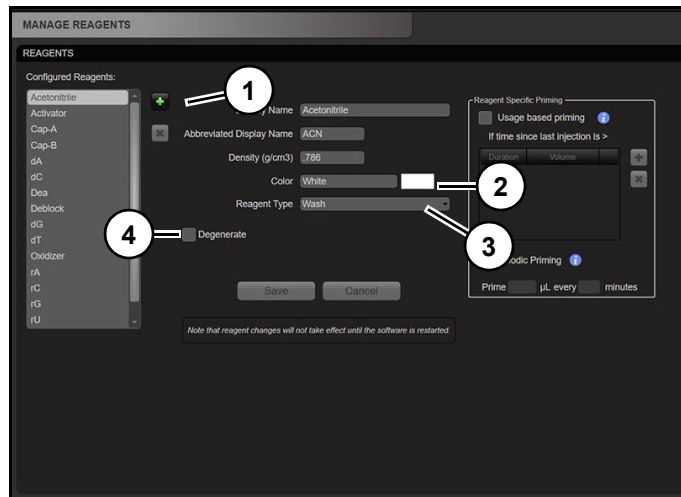 MANAGE REAGENTS
REAGENTS
Configured Reagents:
Acetonitrile
Activator
Cap-A
Cap-B
dA
dC
Dea
Deblock
dG
dT
Oxidizer
rA
rC
rG
rU
1
Name Acetonitrile
Abbreviated Display Name ACN
Density (g/cm3) .786
Color White
2
Reagent Type Wash
3
4
Degenerate
Save Cancel
Note that reagent changes will not take effect until the software is restarted.
Reagent Specific Priming
Usage based priming i
If time since last injection is >
Duration Volume
Priming i
Prime µL every minutes